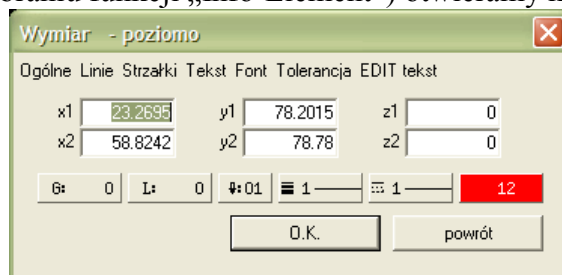 Wymiar - poziomo
Ogólne Linie Strzałki Tekst Font Tolerancja EDIT tekst
x1 23.2695 y1 78.2015 z1 0
x2 58.8242 y2 78.78 z2 0
G: 0 L: 0 :01 1 1 12
O.K. powrót